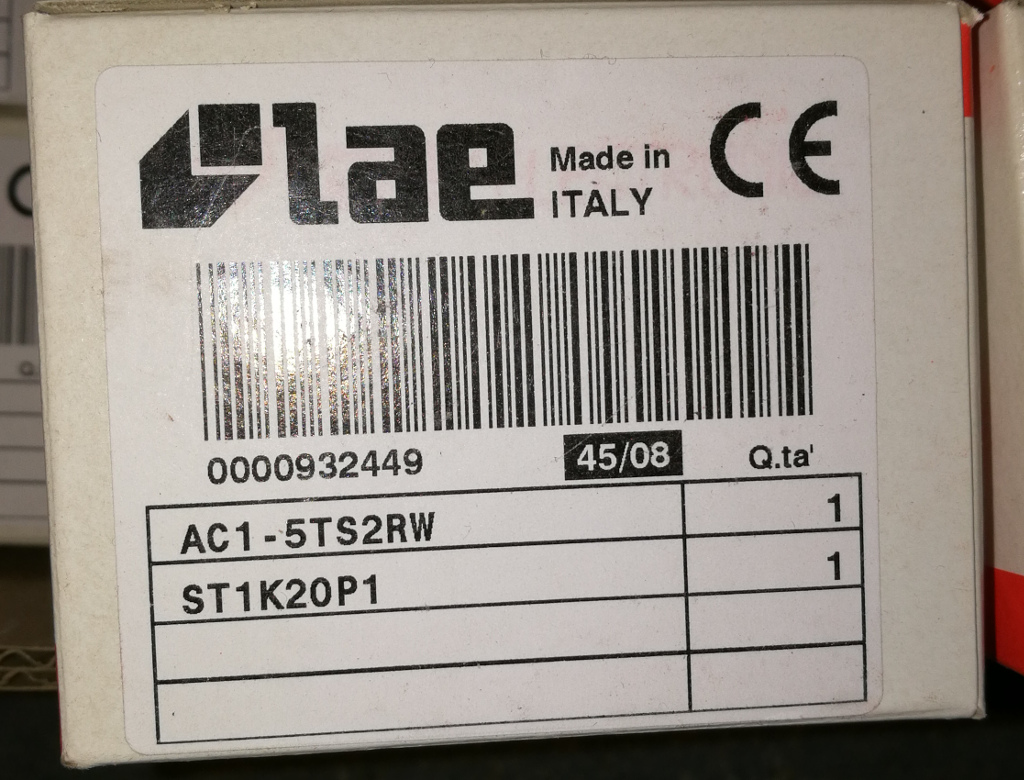 lae Made in ITALY CE
0000932449 45/08 Q.ta'
AC1-5TS2RW 1
ST1K20P1 1